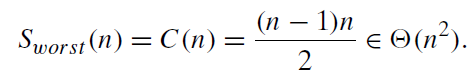 S_worst(n) = C(n) = (n − 1)n / 2 ∈ Θ(n²).